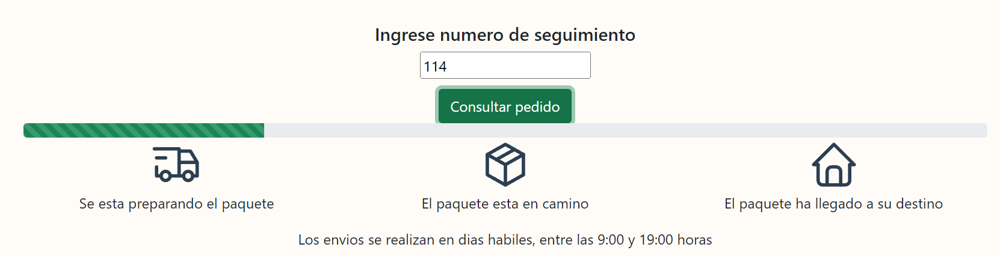 Ingrese numero de seguimiento
114
Consultar pedido
Se esta preparando el paquete
El paquete esta en camino
El paquete ha llegado a su destino
Los envios se realizan en dias habiles, entre las 9:00 y 19:00 horas